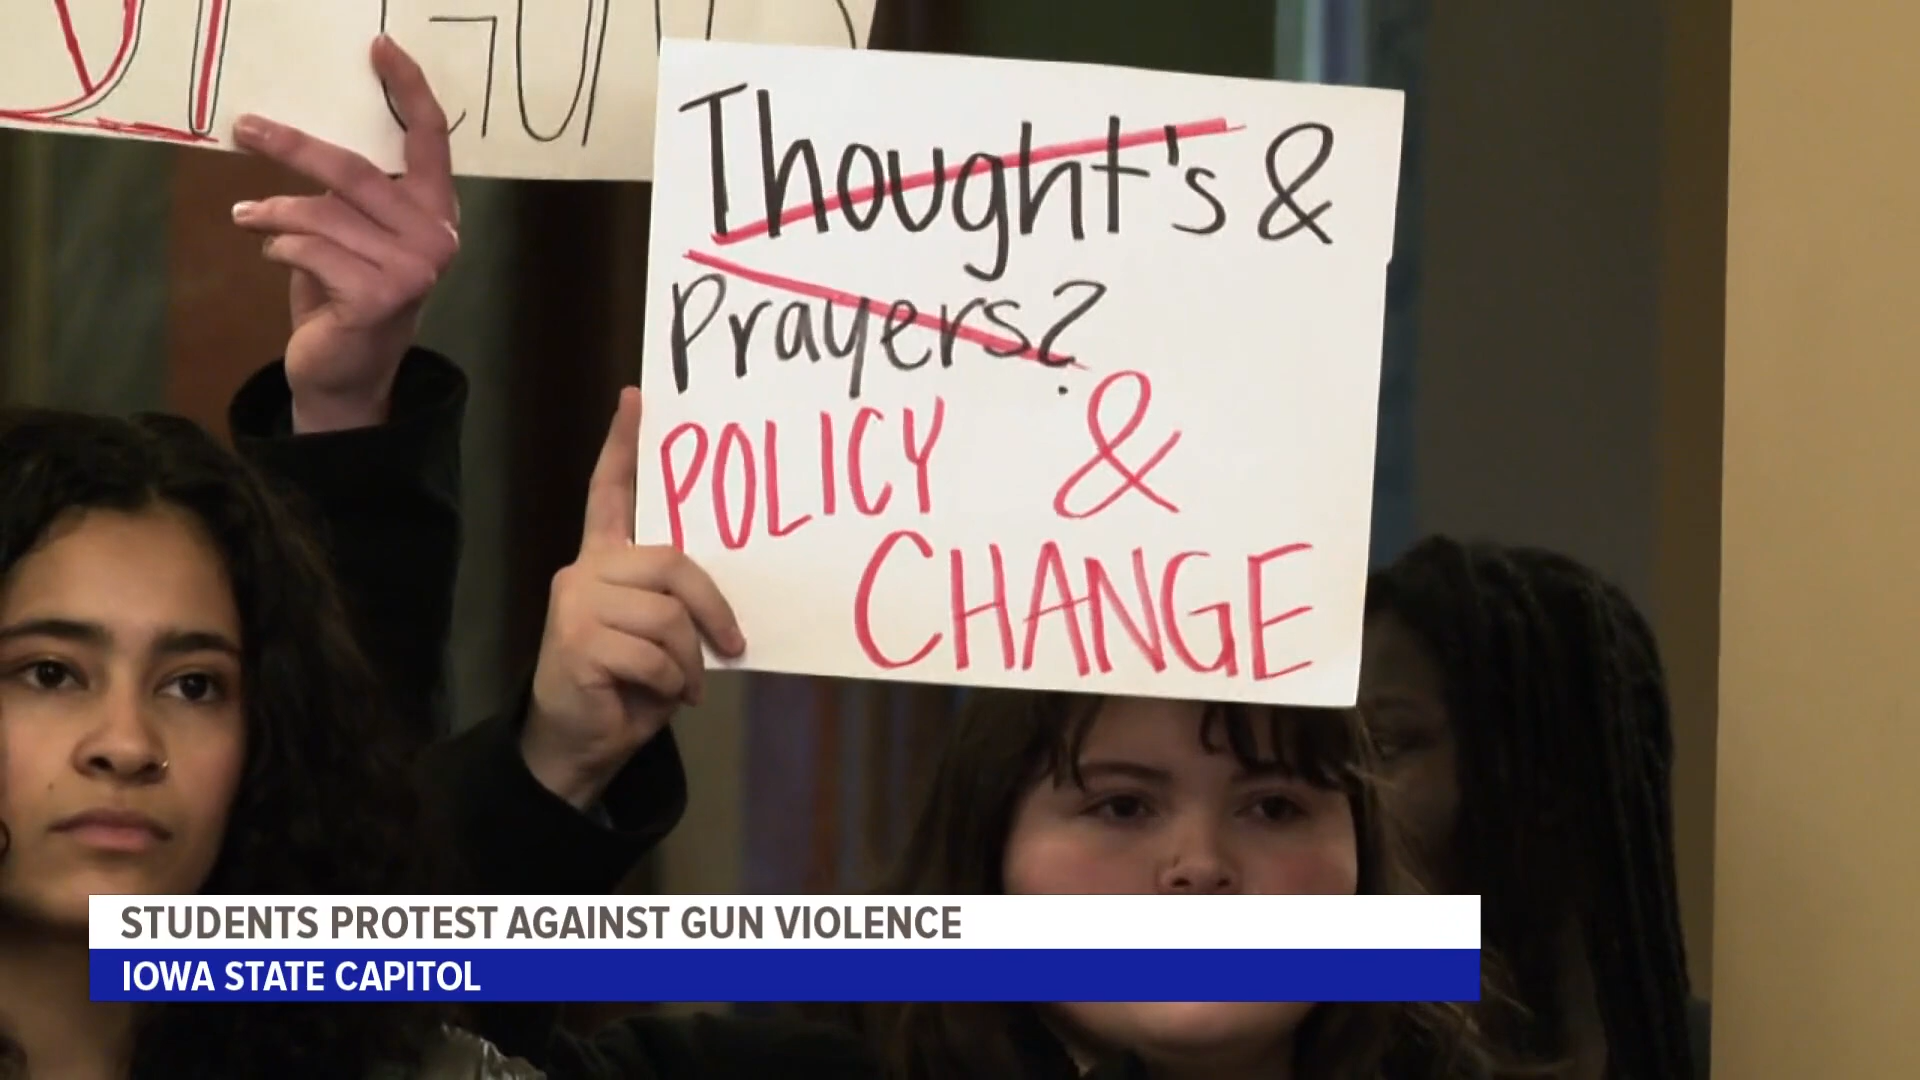 Thought's &
Prayers?
POLICY &
CHANGE
STUDENTS PROTEST AGAINST GUN VIOLENCE
IOWA STATE CAPITOL